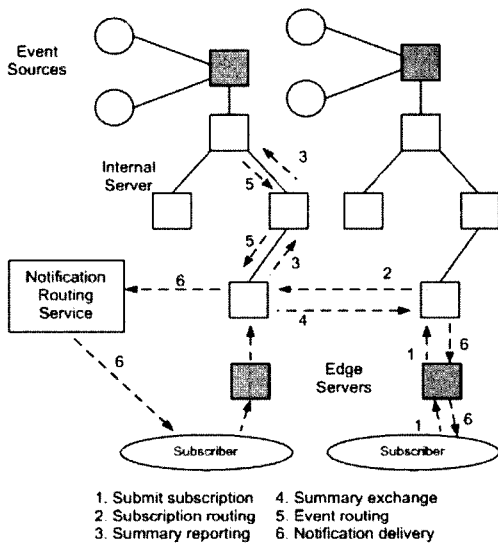 Event
Sources
Internal
Server
3
5
5
3
Notification
Routing
Service
6
2
4
6
1
6
Edge
Servers
1
6
Subscriber
Subscriber
1. Submit subscription
2. Subscription routing
3. Summary reporting
4. Summary exchange
5. Event routing
6. Notification delivery